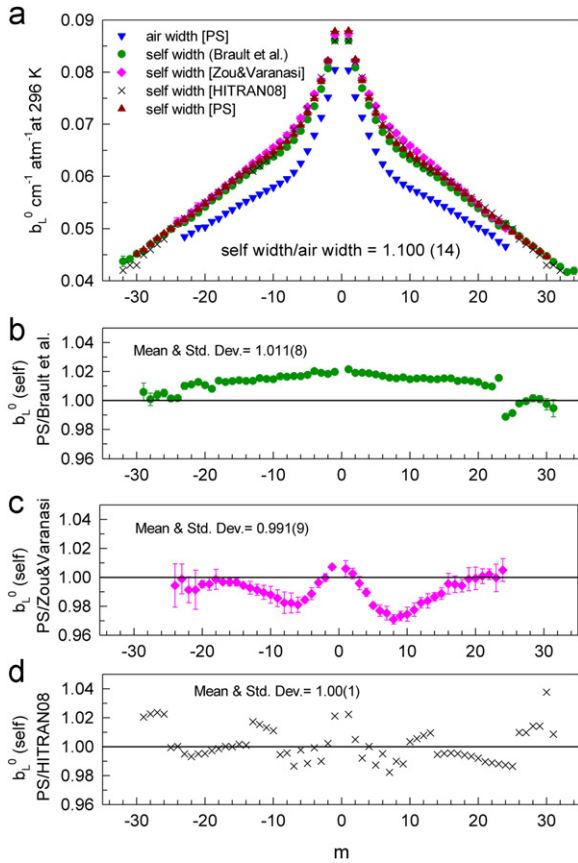 a
b_L^0 cm⁻¹ atm⁻¹ at 296 K
0.09
0.08
0.07
0.06
0.05
0.04
air width [PS]
self width (Brault et al.)
self width [Zou&Varanasi]
self width [HITRAN08]
self width [PS]
self width/air width = 1.100 (14)
-30 -20 -10 0 10 20 30
b
b_L^0 (self)
PS/Brault et al.
1.04
1.02
1.00
0.98
0.96
Mean & Std. Dev.= 1.011(8)
-30 -20 -10 0 10 20 30
c
b_L^0 (self)
PS/Zou&Varanasi
1.04
1.02
1.00
0.98
0.96
Mean & Std. Dev.= 0.991(9)
-30 -20 -10 0 10 20 30
d
b_L^0 (self)
PS/HITRAN08
1.04
1.02
1.00
0.98
0.96
Mean & Std. Dev.= 1.00(1)
-30 -20 -10 0 10 20 30
m